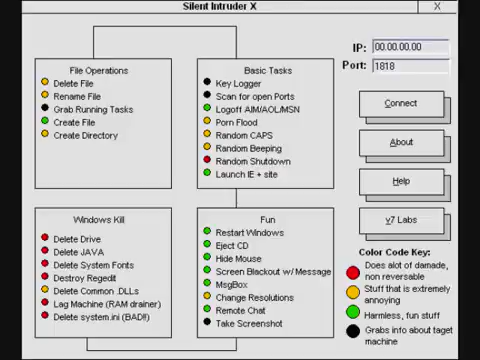 Silent Intruder X
X
IP: 00.00.00.00
Port: 1818
File Operations
Delete File
Rename File
Grab Running Tasks
Create File
Create Directory
Basic Tasks
Key Logger
Scan for open Ports
Logoff AIM/AOL/MSN
Porn Flood
Random CAPS
Random Beeping
Random Shutdown
Launch IE + site
Connect
About
Help
v7 Labs
Windows Kill
Delete Drive
Delete JAVA
Delete System Fonts
Destroy Regedit
Delete Common .DLLs
Lag Machine (RAM drainer)
Delete system.ini (BAD!)
Fun
Restart Windows
Eject CD
Hide Mouse
Screen Blackout w/ Message
MsgBox
Change Resolutions
Remote Chat
Take Screenshot
Color Code Key:
Does alot of damade,
non reversable
Stuff that is extremely
annoying
Harmless, fun stuff
Grabs info about taget
machine